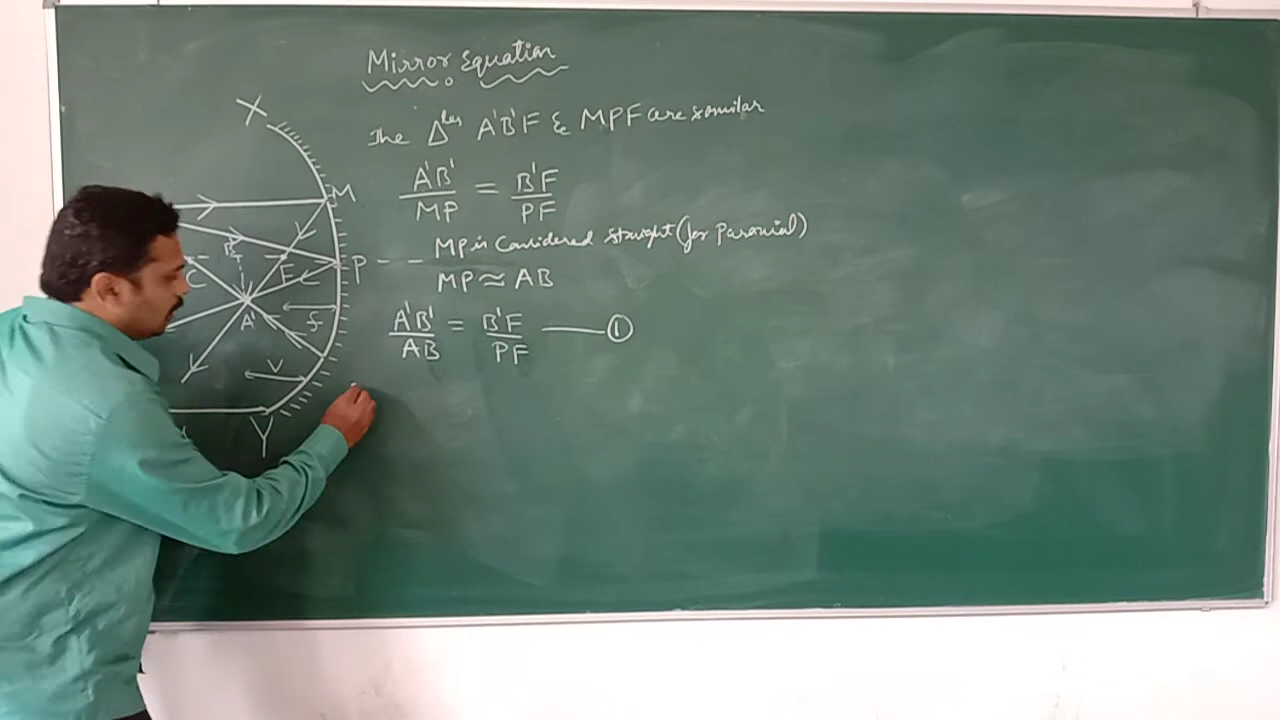 Mirror Equation
The Δles A'B'F & MPF are similar
A'B'/MP = B'F/PF
MP is Considered straight (for Paraxial)
MP ≈ AB
A'B'/AB = B'F/PF —— ①
X
M
B'
P
C
F
A'
f
v
Y